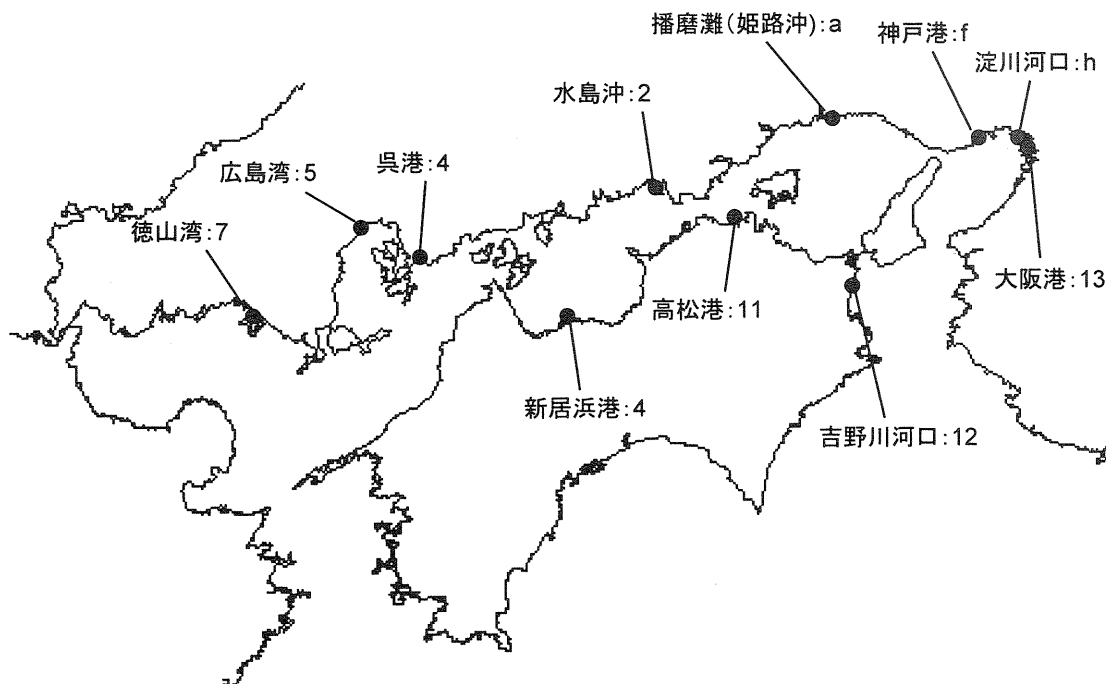 播磨灘(姫路沖):a
神戸港:f
淀川河口:h
水島沖:2
呉港:4
広島湾:5
徳山湾:7
大阪港:13
高松港:11
新居浜港:4
吉野川河口:12